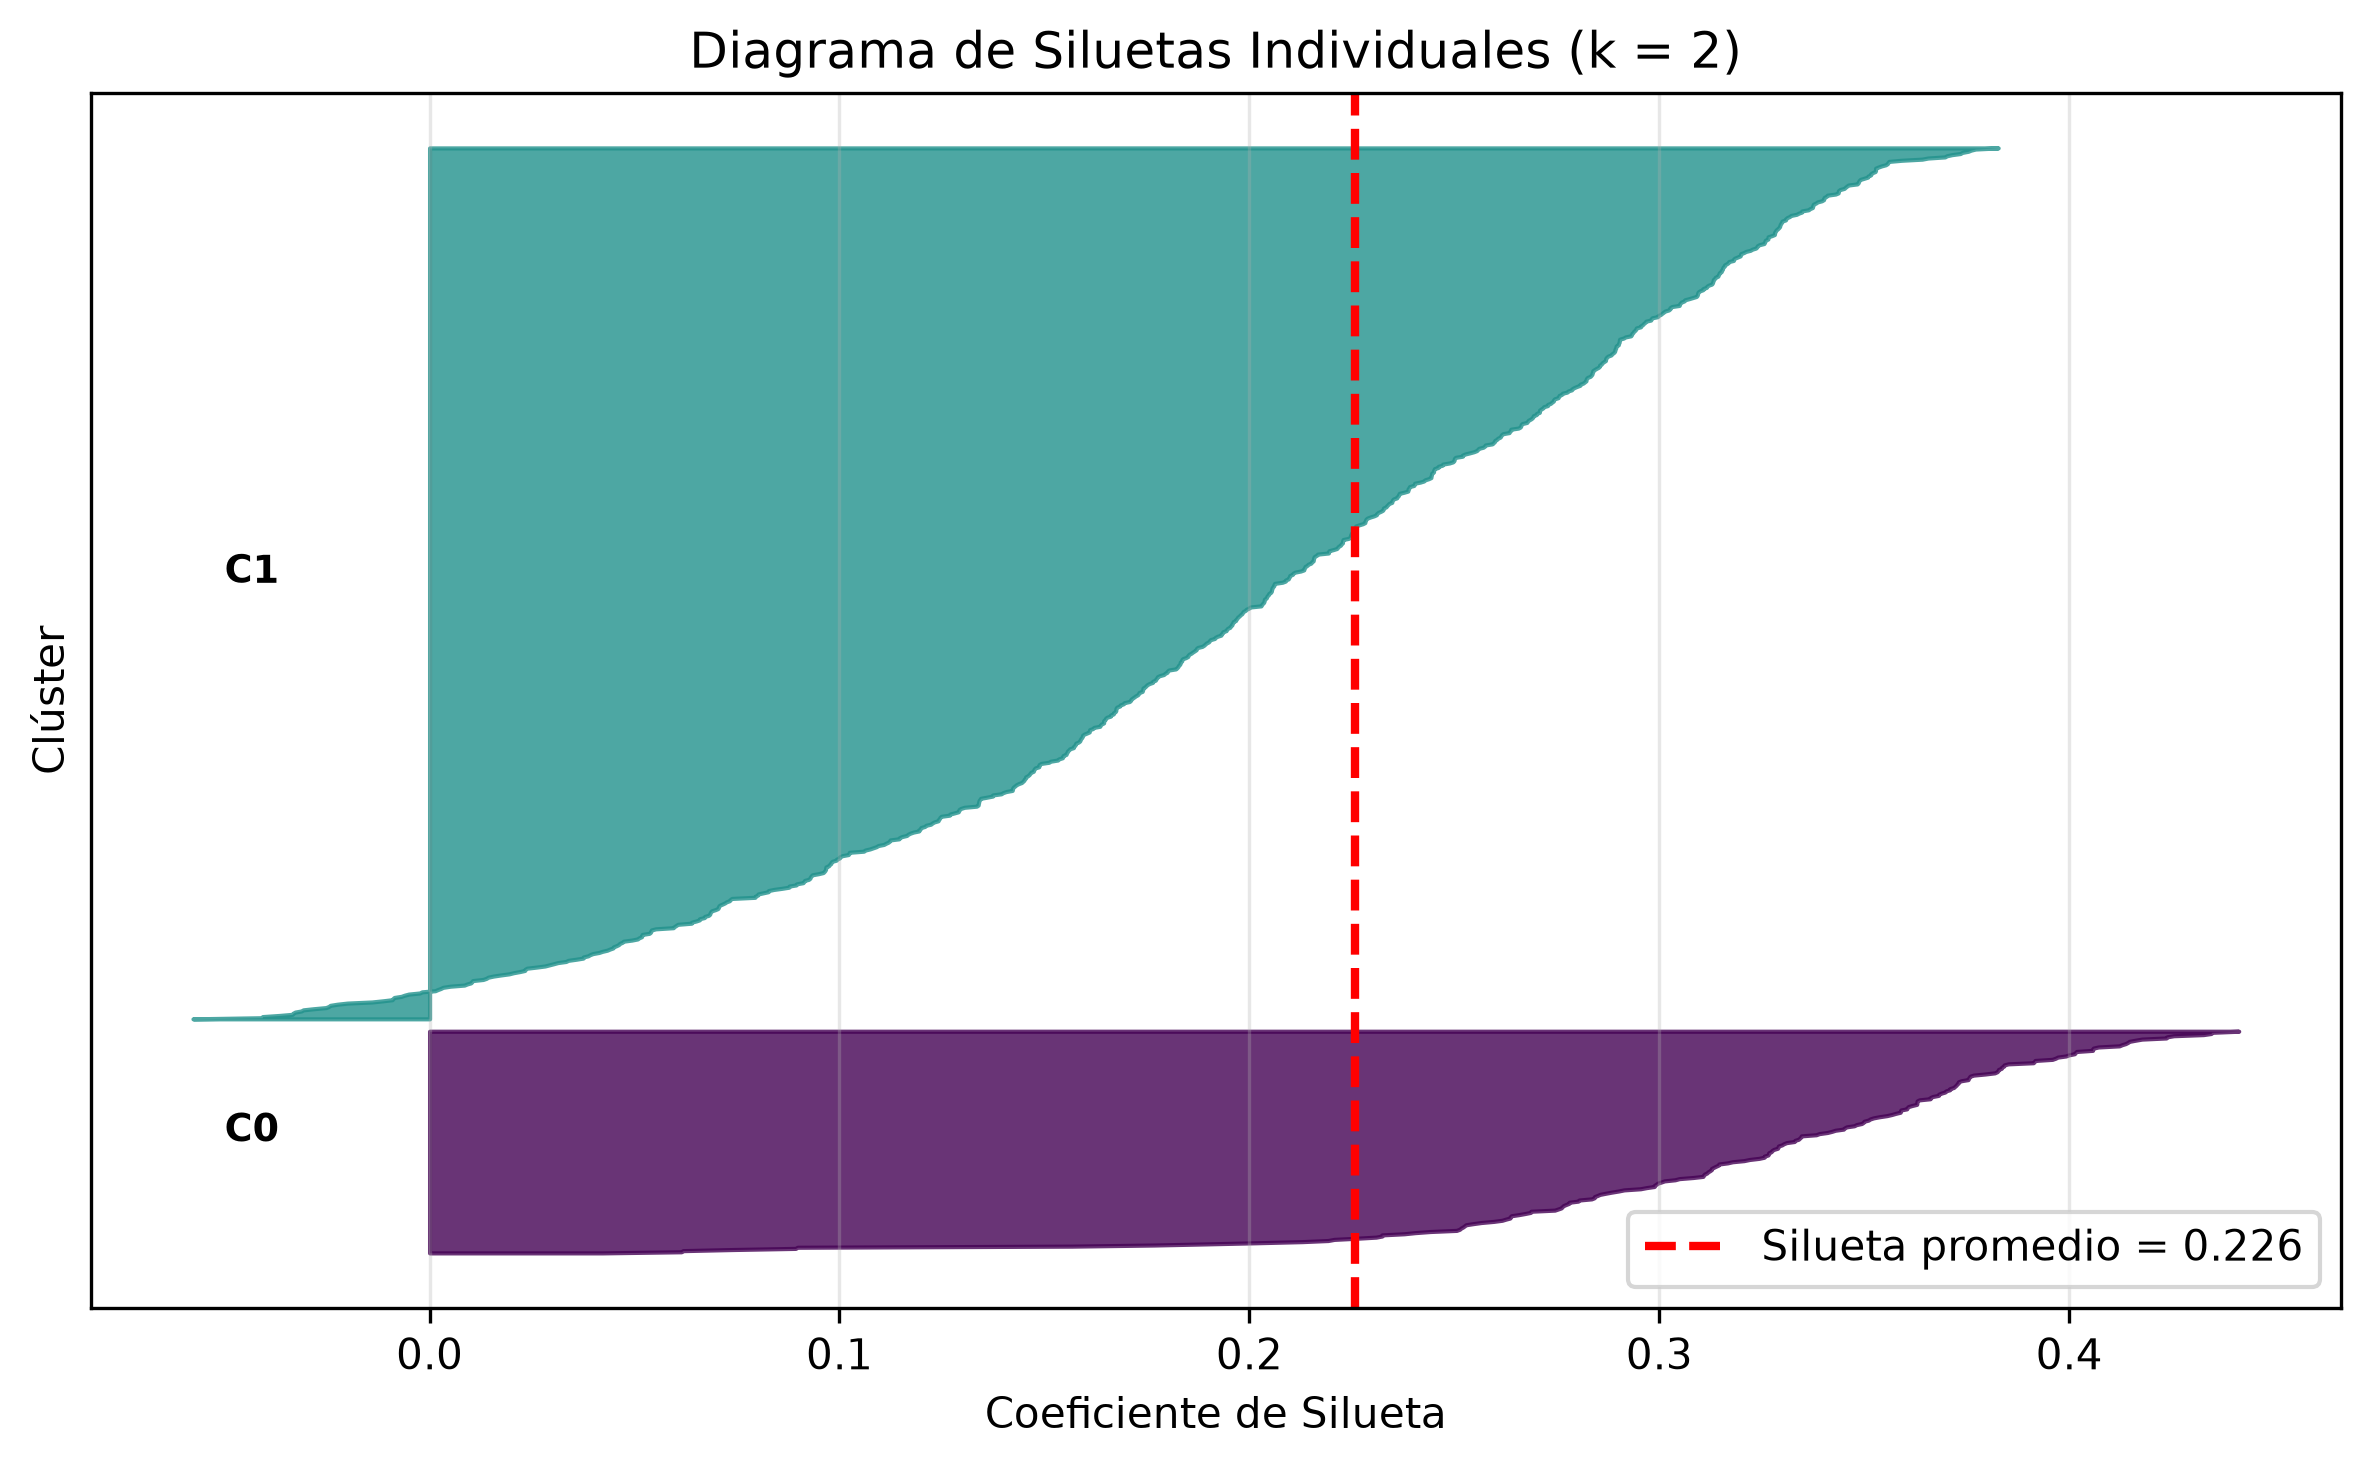 Diagrama de Siluetas Individuales (k = 2)
C1
Clúster
C0
Silueta promedio = 0.226
0.0 0.1 0.2 0.3 0.4
Coeficiente de Silueta